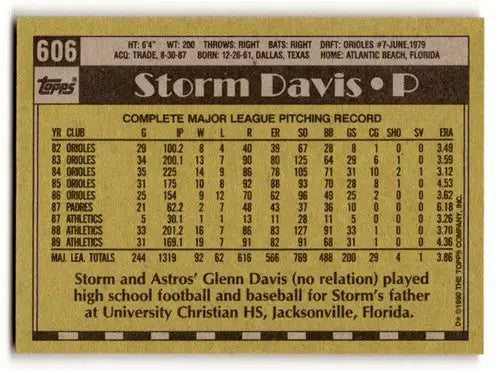 606
HT: 6'4" WT: 200 THROWS: RIGHT BATS: RIGHT DRFT: ORIOLES #7-JUNE, 1979
ACQ: TRADE, 8-30-87 BORN: 12-26-61, DALLAS, TEXAS HOME: ATLANTIC BEACH, FLORIDA
Topps
Storm Davis • P
COMPLETE MAJOR LEAGUE PITCHING RECORD
YR CLUB G IP W L R ER SO BB GS CG SHO SV ERA
82 ORIOLES 29 100.2 8 4 40 39 67 28 8 1 0 0 3.49
83 ORIOLES 34 200.1 13 7 90 80 125 64 29 6 1 0 3.59
84 ORIOLES 35 225 14 9 86 78 105 71 31 10 2 1 3.12
85 ORIOLES 31 175 10 8 92 88 93 70 28 8 1 0 4.53
86 ORIOLES 25 154 9 12 70 62 96 49 25 2 0 0 3.62
87 PADRES 21 62.2 2 7 48 43 37 36 10 0 0 0 6.18
87 ATHLETICS 5 30.1 1 1 13 11 28 11 5 0 0 0 3.26
88 ATHLETICS 33 201.2 16 7 86 83 127 91 33 1 0 0 3.70
89 ATHLETICS 31 169.1 19 7 91 82 91 68 31 1 0 0 4.36
MAJ. LEA. TOTALS 244 1319 92 62 616 566 769 488 200 29 4 1 3.86
Storm and Astros' Glenn Davis (no relation) played
high school football and baseball for Storm's father
at University Christian HS, Jacksonville, Florida.
D* © 1990 THE TOPPS COMPANY, INC.